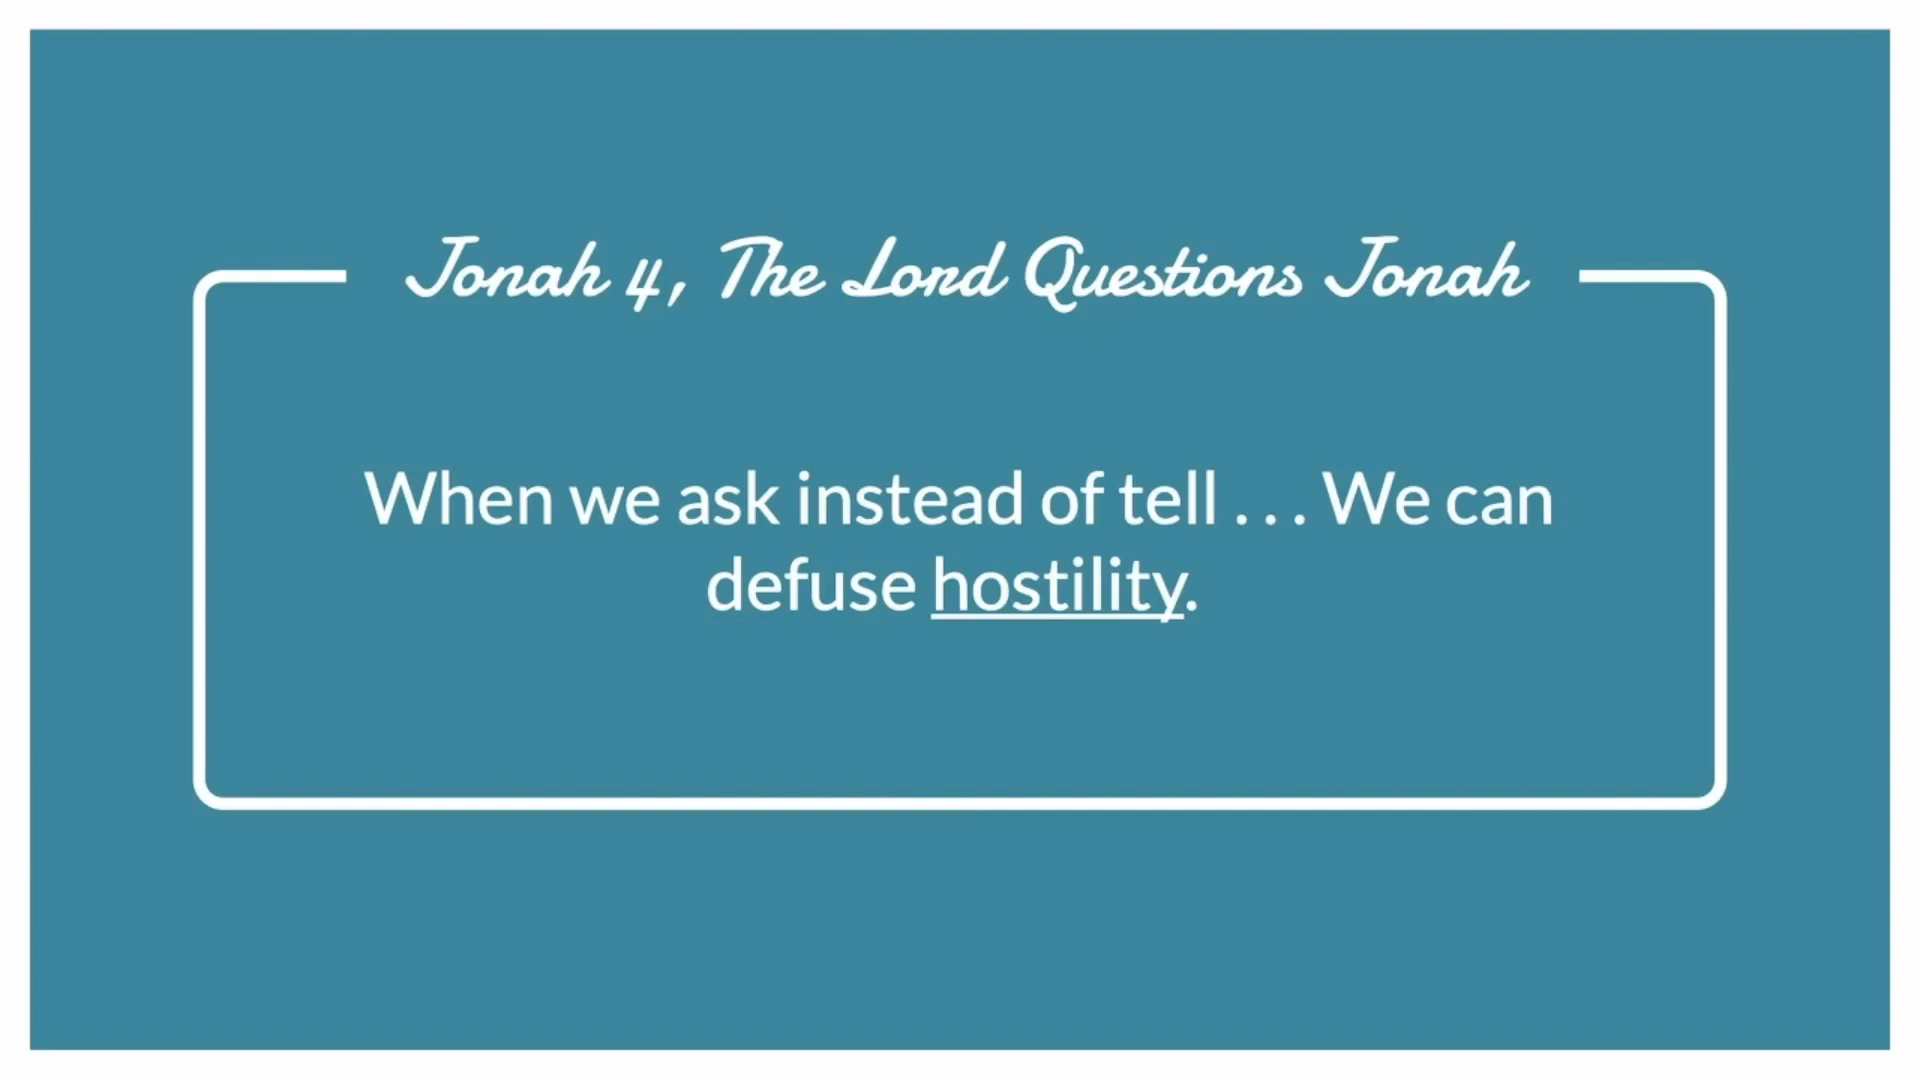 Jonah 4, The Lord Questions Jonah
When we ask instead of tell . . . We can
defuse hostility.